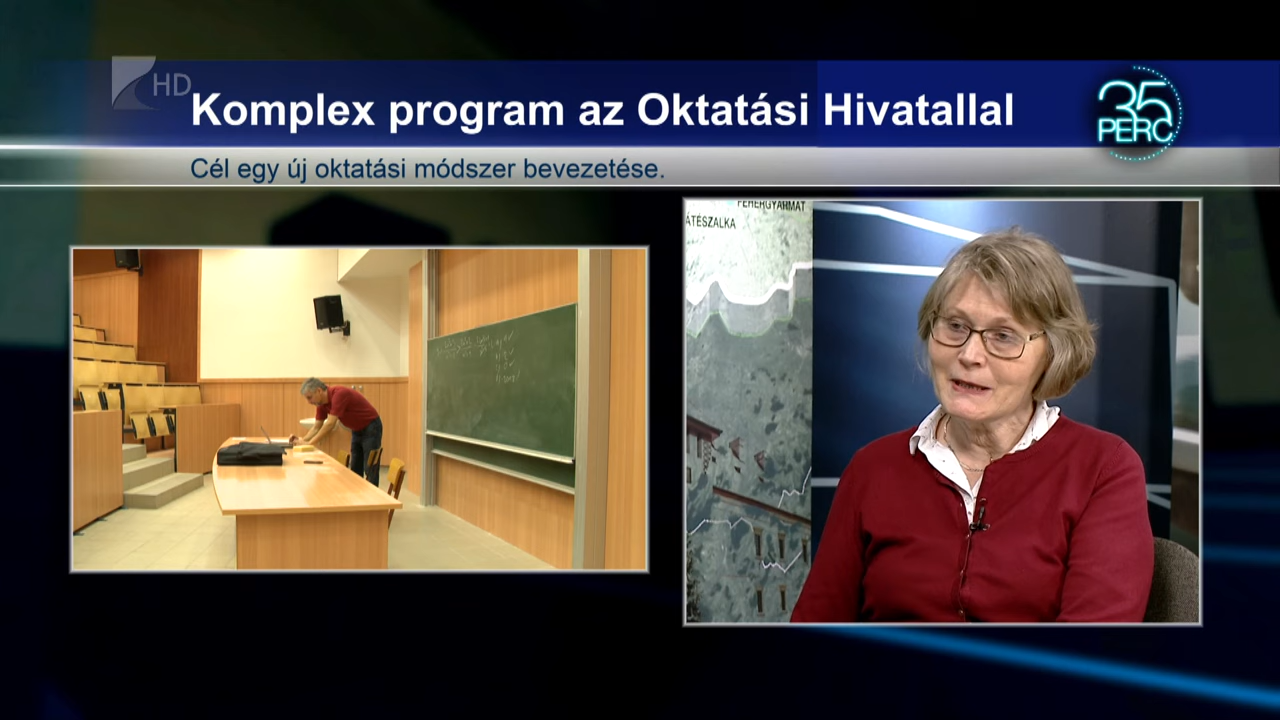 HD
Komplex program az Oktatási Hivatallal
35
PERC
Cél egy új oktatási módszer bevezetése.
FEHÉRGYARMAT
ÁTÉSZALKA